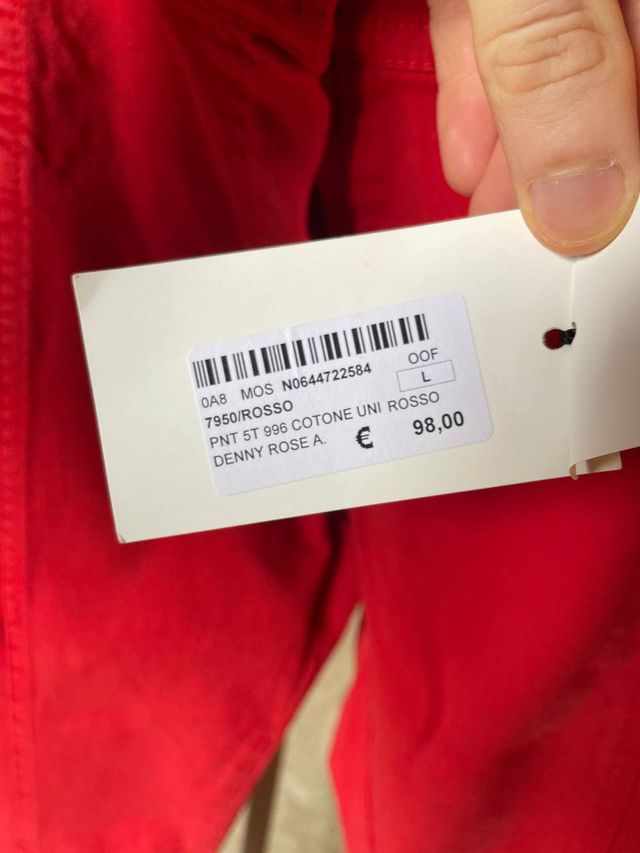 OOF
0A8 MOS N0644722584 L
7950/ROSSO
PNT 5T 996 COTONE UNI ROSSO
DENNY ROSE A. € 98,00